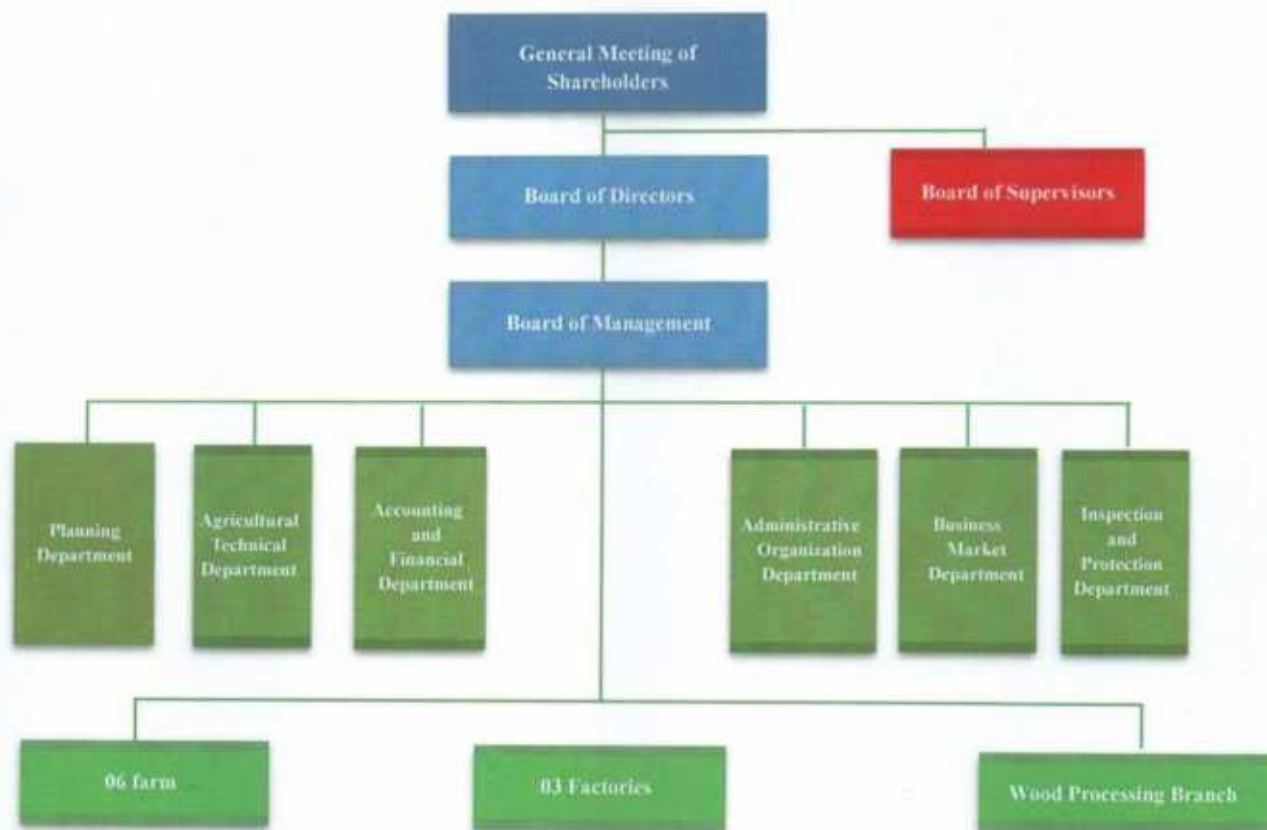 General Meeting of
Shareholders
Board of Directors
Board of Supervisors
Board of Management
Planning
Department
Agricultural
Technical
Department
Accounting
and
Financial
Department
Administrative
Organization
Department
Business
Market
Department
Inspection
and
Protection
Department
06 farm
03 Factories
Wood Processing Branch